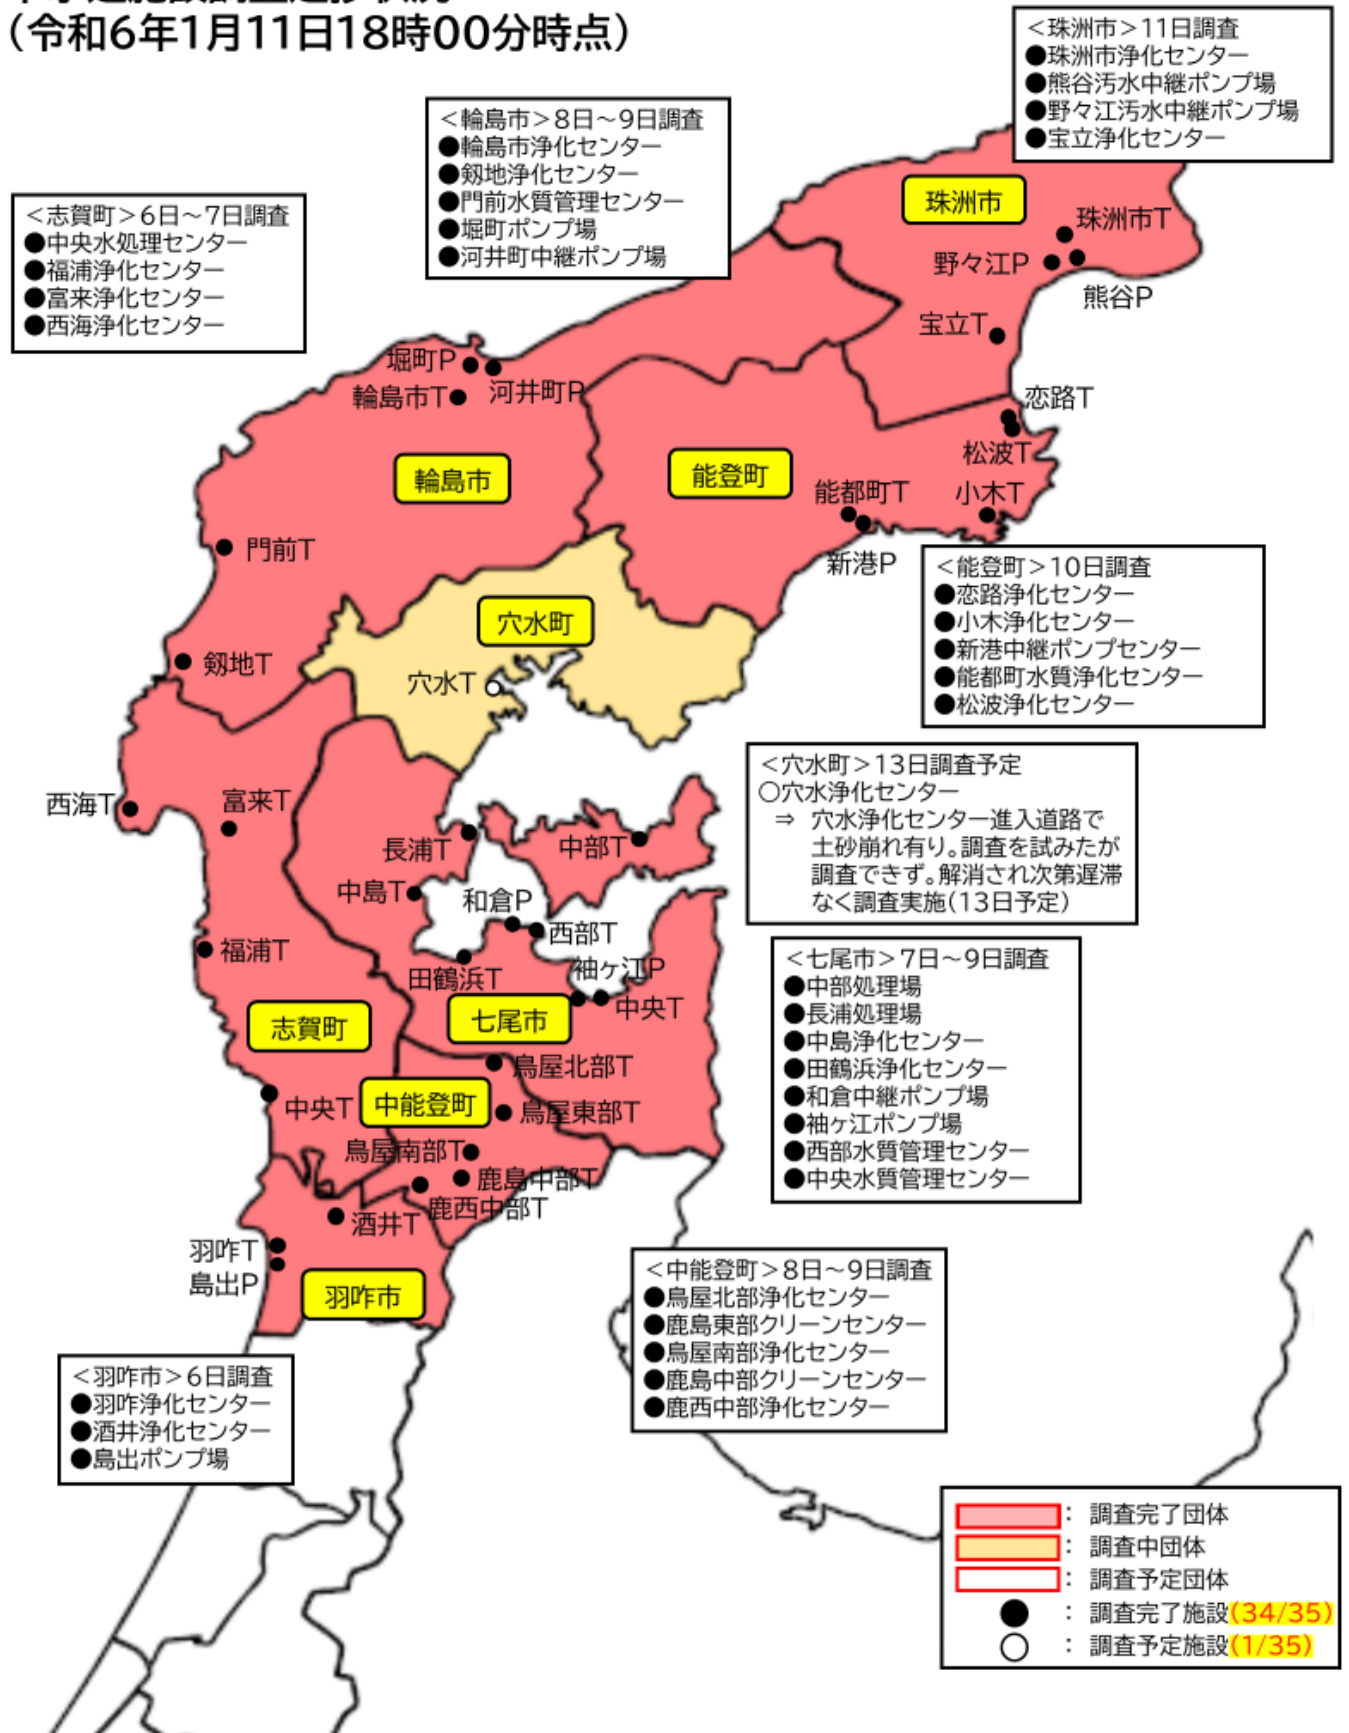 （令和6年1月11日18時00分時点）
＜珠洲市＞11日調査
●珠洲市浄化センター
●熊谷汚水中継ポンプ場
●野々江汚水中継ポンプ場
●宝立浄化センター
＜輪島市＞8日～9日調査
●輪島市浄化センター
●剱地浄化センター
●門前水質管理センター
●堀町ポンプ場
●河井町中継ポンプ場
＜志賀町＞6日～7日調査
●中央水処理センター
●福浦浄化センター
●富来浄化センター
●西海浄化センター
珠洲市
珠洲市T
野々江P
熊谷P
宝立T
堀町P
河井町P
輪島市T
恋路T
松波T
輪島市
能登町
能都町T
小木T
新港P
門前T
＜能登町＞10日調査
●恋路浄化センター
●小木浄化センター
●新港中継ポンプセンター
●能都町水質浄化センター
●松波浄化センター
穴水町
剱地T
穴水T
＜穴水町＞13日調査予定
○穴水浄化センター
⇒ 穴水浄化センター進入道路で
土砂崩れ有り。調査を試みたが
調査できず。解消され次第遅滞
なく調査実施（13日予定）
西海T
富来T
長浦T
中部T
中島T
和倉P
西部T
福浦T
田鶴浜T
袖ヶ江P
中央T
志賀町
七尾市
＜七尾市＞7日～9日調査
●中部処理場
●長浦処理場
●中島浄化センター
●田鶴浜浄化センター
●和倉中継ポンプ場
●袖ヶ江ポンプ場
●西部水質管理センター
●中央水質管理センター
鳥屋北部T
中央T
中能登町
鳥屋東部T
鳥屋南部T
鹿島中部T
鹿西中部T
酒井T
羽咋T
島出P
羽咋市
＜中能登町＞8日～9日調査
●鳥屋北部浄化センター
●鹿島東部クリーンセンター
●鳥屋南部浄化センター
●鹿島中部クリーンセンター
●鹿西中部浄化センター
＜羽咋市＞6日調査
●羽咋浄化センター
●酒井浄化センター
●島出ポンプ場
： 調査完了団体
： 調査中団体
： 調査予定団体
● ： 調査完了施設(34/35)
○ ： 調査予定施設(1/35)